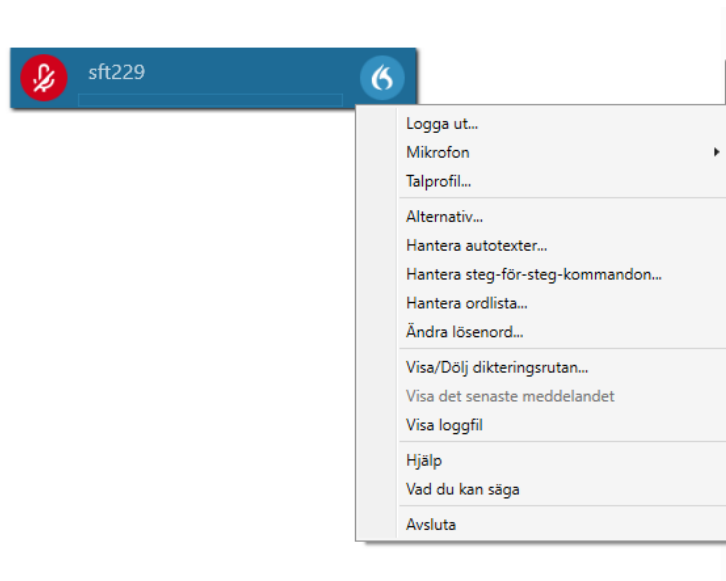 sft229
Logga ut...
Mikrofon
Talprofil...
Alternativ...
Hantera autotexter...
Hantera steg-för-steg-kommandon...
Hantera ordlista...
Ändra lösenord...
Visa/Dölj dikteringsrutan...
Visa det senaste meddelandet
Visa loggfil
Hjälp
Vad du kan säga
Avsluta